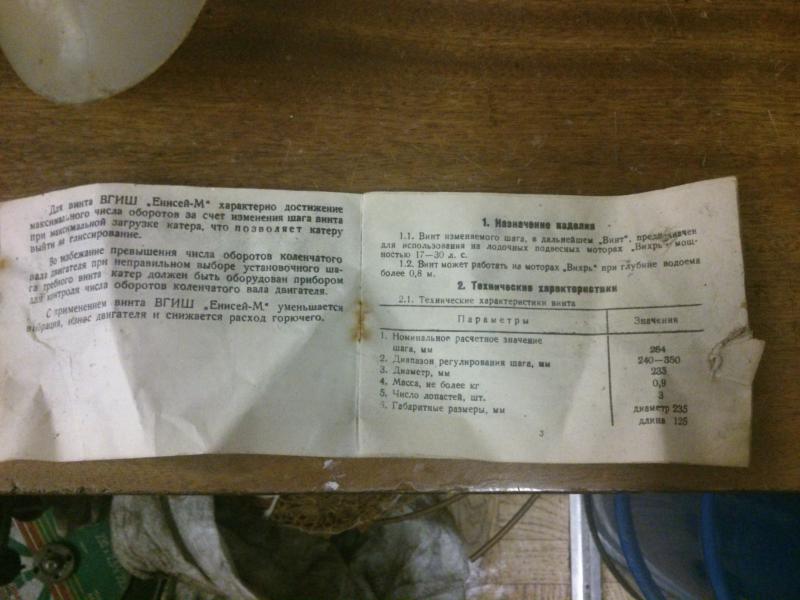 Для винта ВГИШ „Енисей-М“ характерно достижение
максимального числа оборотов за счет изменения шага винта
при максимальной загрузке катера, что позволяет катеру
выйти на глиссирование.
Во избежание превышения числа оборотов коленчатого
вала двигателя при неправильном выборе установочного ша-
га гребного винта катер должен быть оборудован прибором
для контроля числа оборотов коленчатого вала двигателя.
С применением винта ВГИШ „Енисей-М“ уменьшается
вибрация, износ двигателя и снижается расход горючего.
1. Назначение изделия
1.1. Винт изменяемого шага, в дальнейшем „Винт“, предназначен
для использования на лодочных подвесных моторах „Вихрь“ мощ-
ностью 17—30 л. с.
1.2. Винт может работать на моторах „Вихрь“ при глубине водоема
более 0,8 м.
2. Технические характеристики
2.1. Технические характеристики винта
Параметры Значения
1. Номинальное расчетное значение
шага, мм 264
2. Диапазон регулирования шага, мм 240—350
3. Диаметр, мм 233
4. Масса, не более кг 0,9
5. Число лопастей, шт. 3
6. Габаритные размеры, мм диаметр 235
длина 125
3